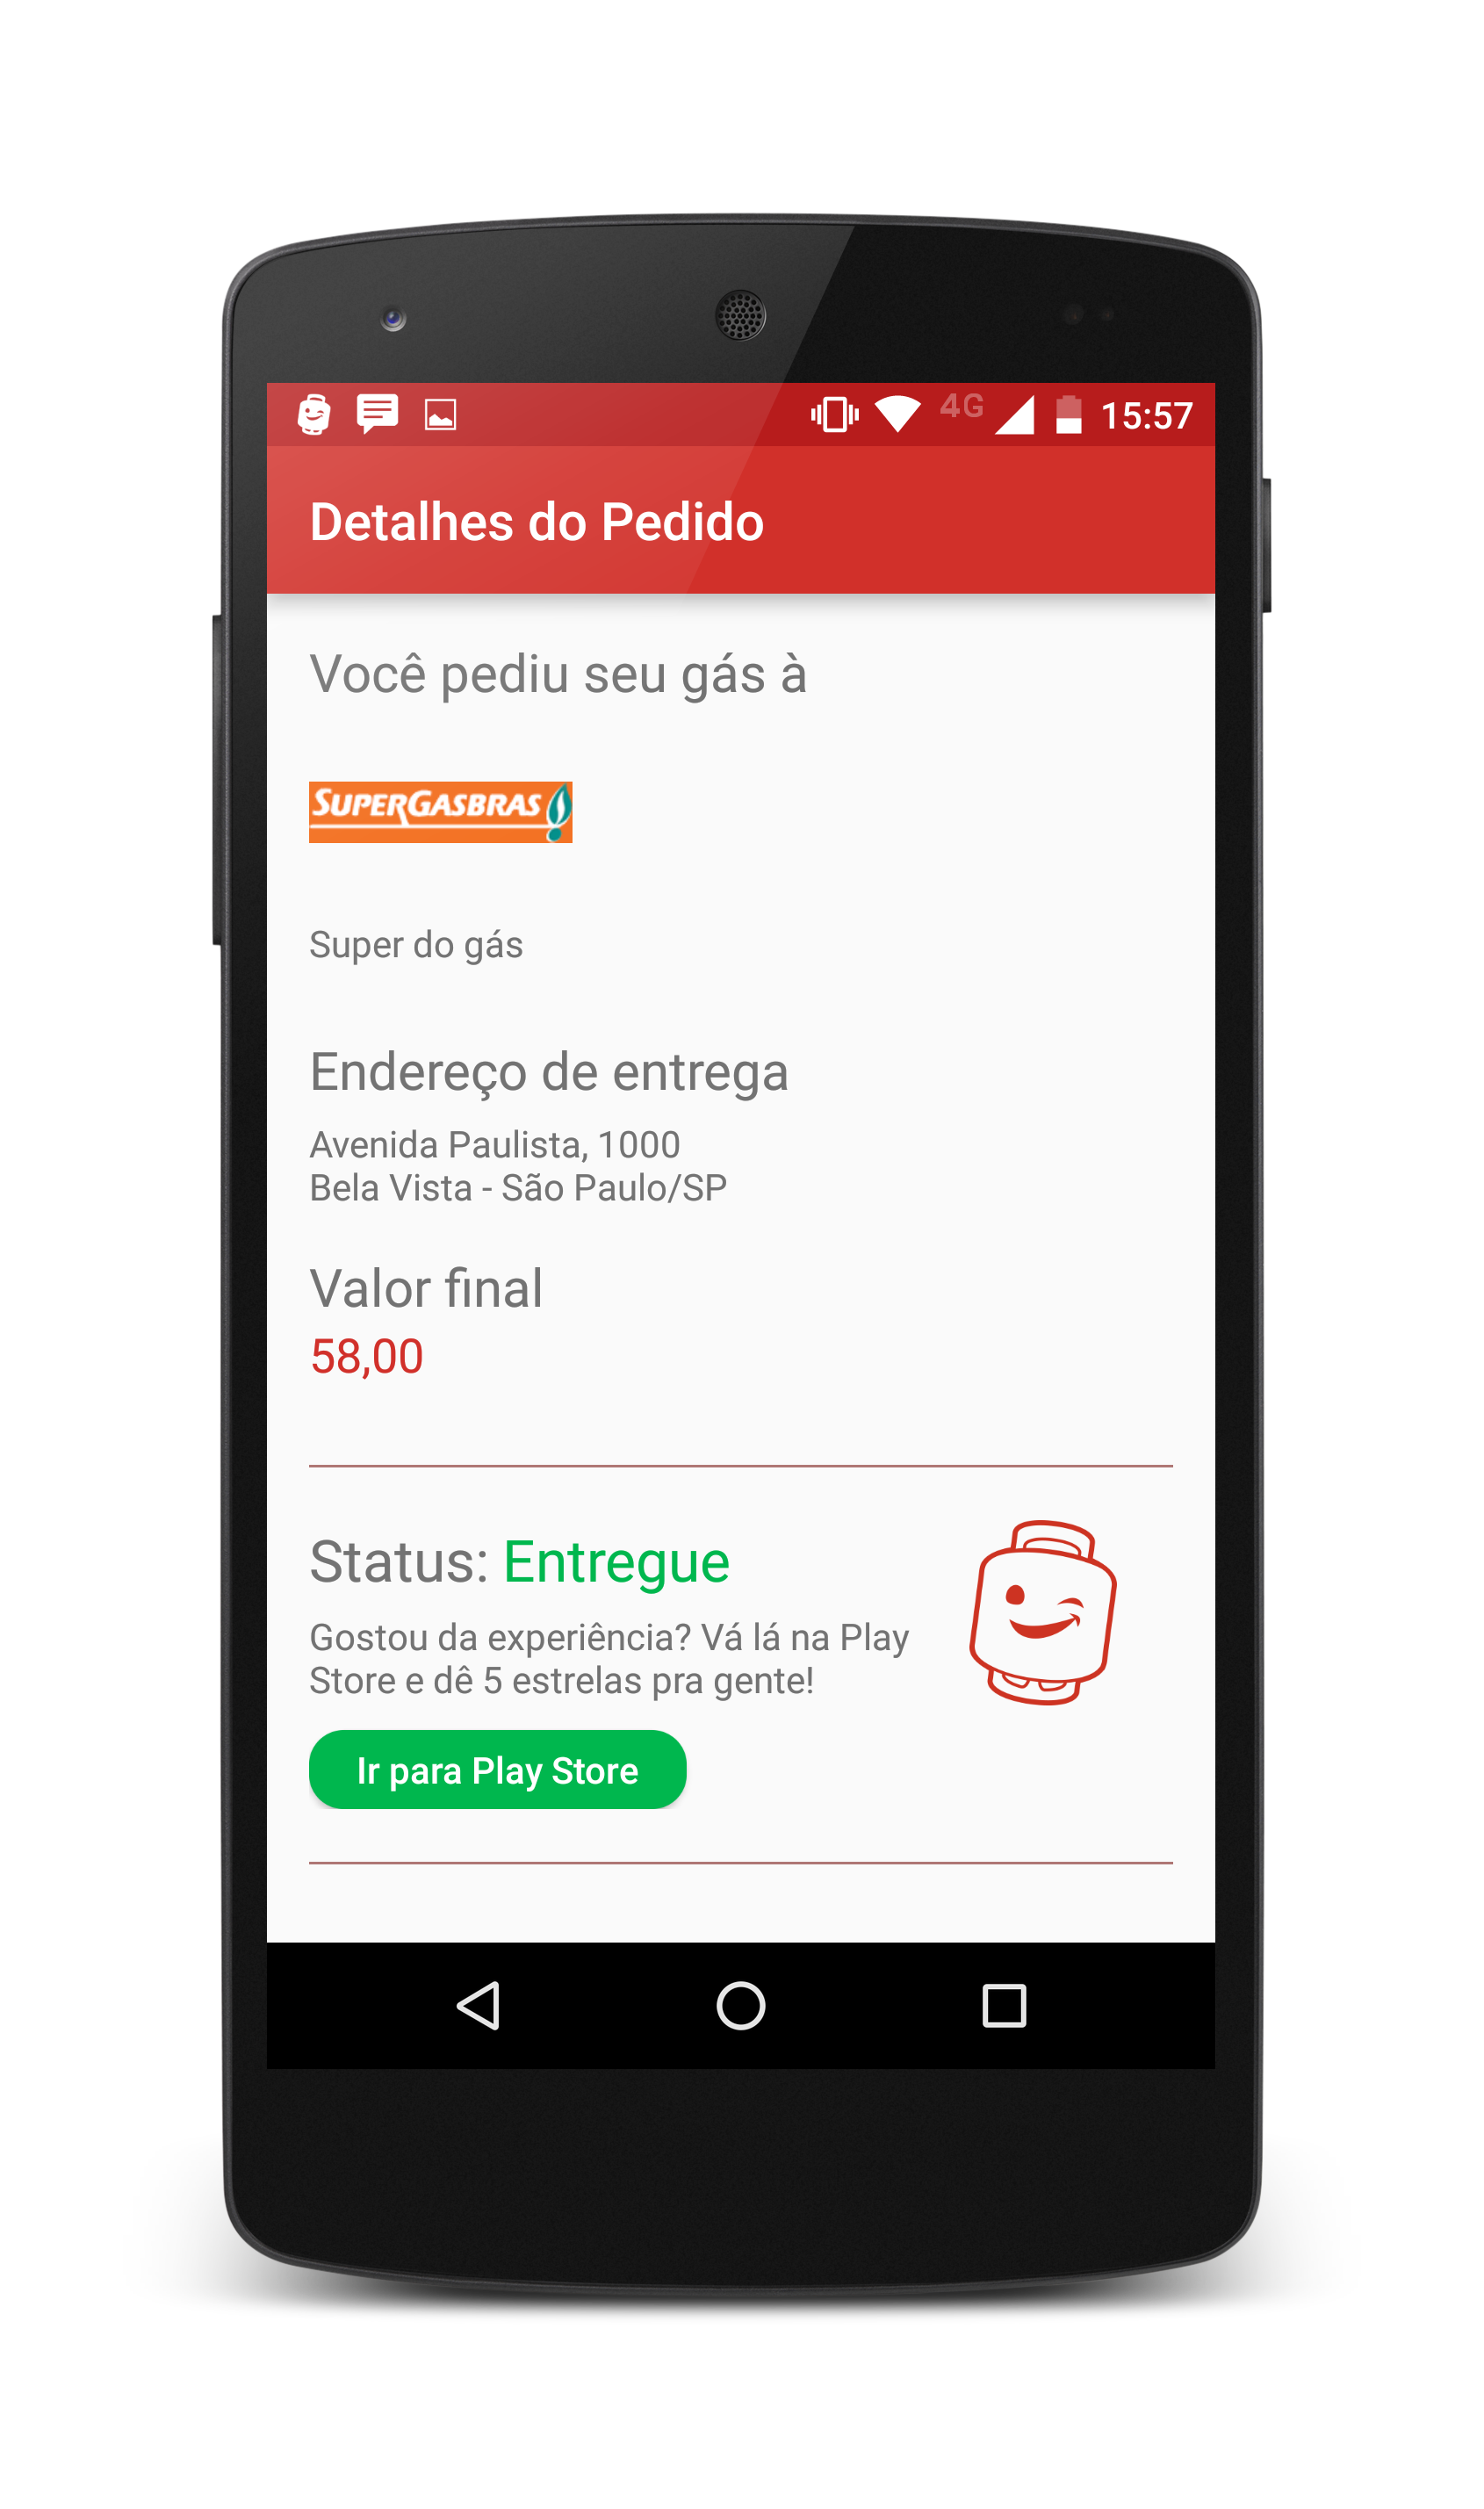 4G 15:57
Detalhes do Pedido
Você pediu seu gás à
SUPERGASBRAS
Super do gás
Endereço de entrega
Avenida Paulista, 1000
Bela Vista - São Paulo/SP
Valor final
58,00
Status: Entregue
Gostou da experiência? Vá lá na Play
Store e dê 5 estrelas pra gente!
Ir para Play Store